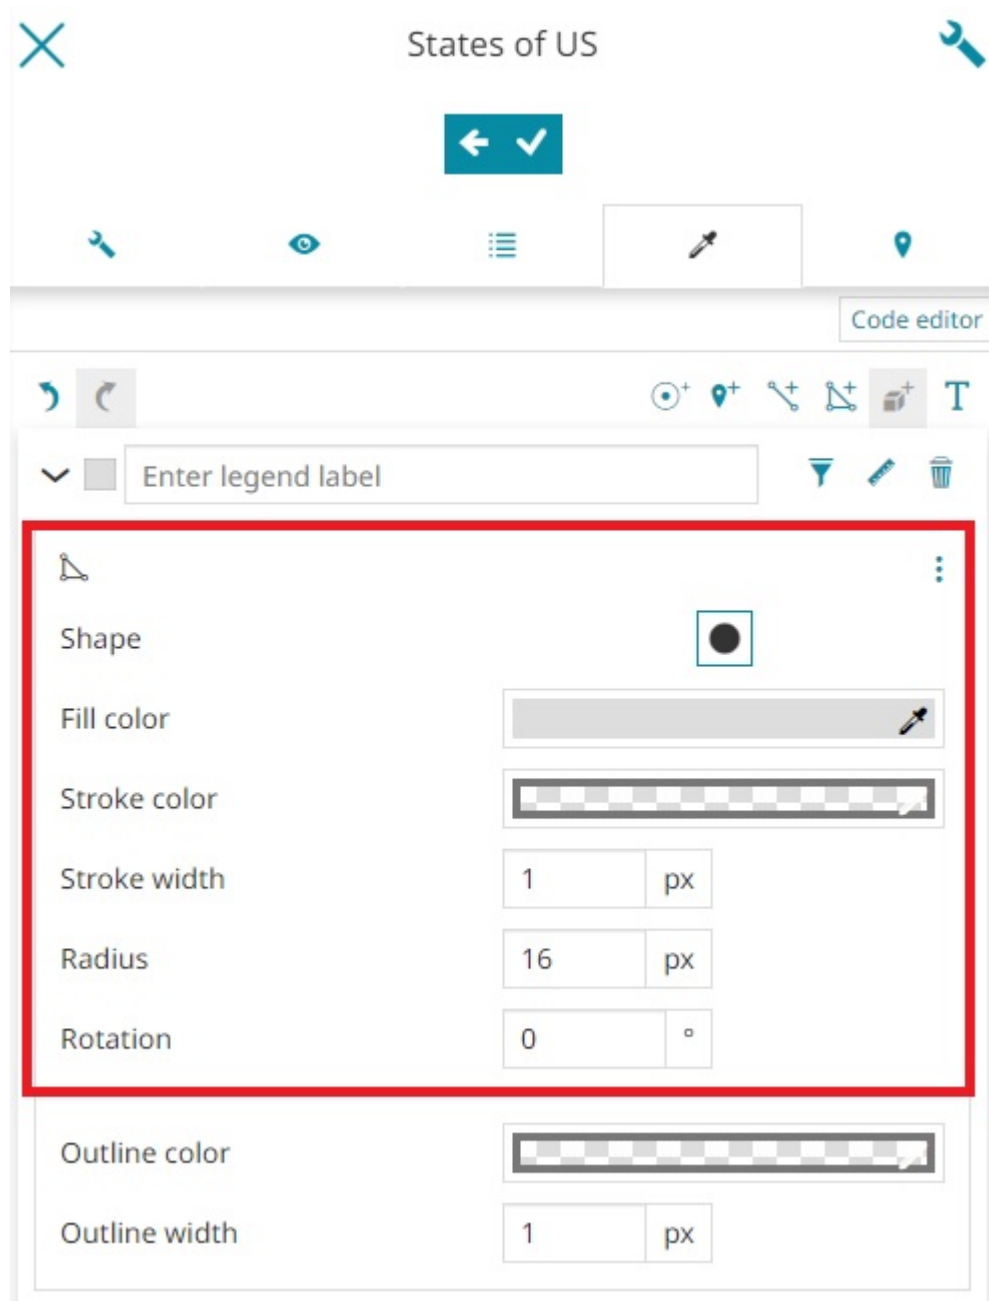 States of US
Code editor
T
Enter legend label
Shape
Fill color
Stroke color
Stroke width 1 px
Radius 16 px
Rotation 0 °
Outline color
Outline width 1 px